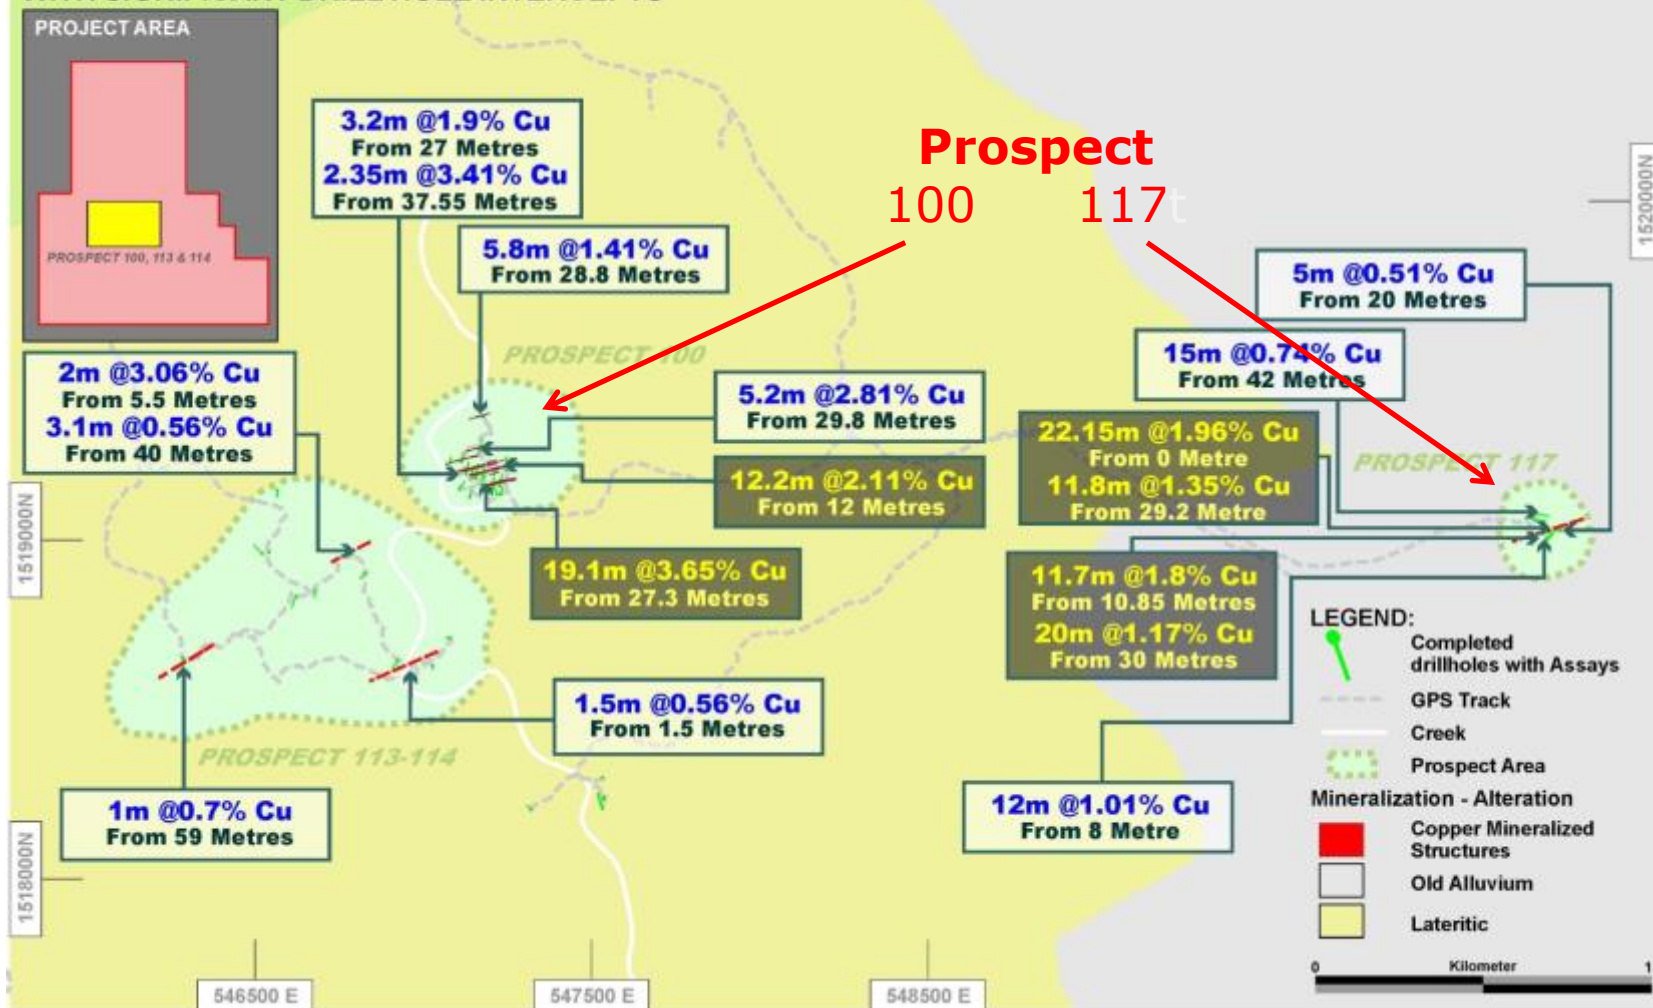 PROJECT AREA
PROSPECT 100, 113 & 114
3.2m @1.9% Cu
From 27 Metres
2.35m @3.41% Cu
From 37.55 Metres
Prospect
100 117t
1520000N
5.8m @1.41% Cu
From 28.8 Metres
5m @0.51% Cu
From 20 Metres
PROSPECT 100
15m @0.74% Cu
From 42 Metres
2m @3.06% Cu
From 5.5 Metres
3.1m @0.56% Cu
From 40 Metres
5.2m @2.81% Cu
From 29.8 Metres
22.15m @1.96% Cu
From 0 Metre
11.8m @1.35% Cu
From 29.2 Metre
PROSPECT 117
12.2m @2.11% Cu
From 12 Metres
1519000N
19.1m @3.65% Cu
From 27.3 Metres
11.7m @1.8% Cu
From 10.85 Metres
20m @1.17% Cu
From 30 Metres
1.5m @0.56% Cu
From 1.5 Metres
PROSPECT 113-114
1m @0.7% Cu
From 59 Metres
12m @1.01% Cu
From 8 Metre
1518000N
LEGEND:
Completed
drillholes with Assays
GPS Track
Creek
Prospect Area
Mineralization - Alteration
Copper Mineralized
Structures
Old Alluvium
Lateritic
0 Kilometer 1
546500 E
547500 E
548500 E